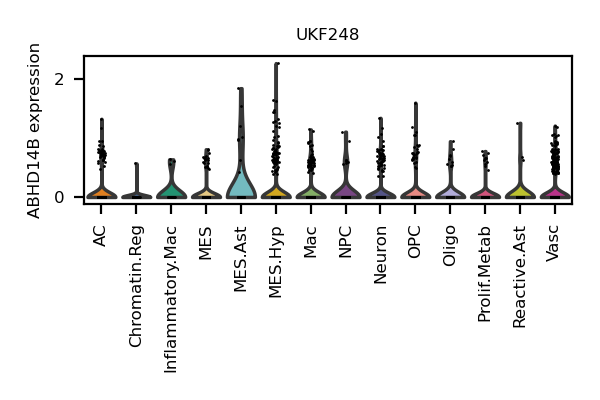 UKF248
ABHD14B expression
2
0
AC
Chromatin.Reg
Inflammatory.Mac
MES
MES.Ast
MES.Hyp
Mac
NPC
Neuron
OPC
Oligo
Prolif.Metab
Reactive.Ast
Vasc